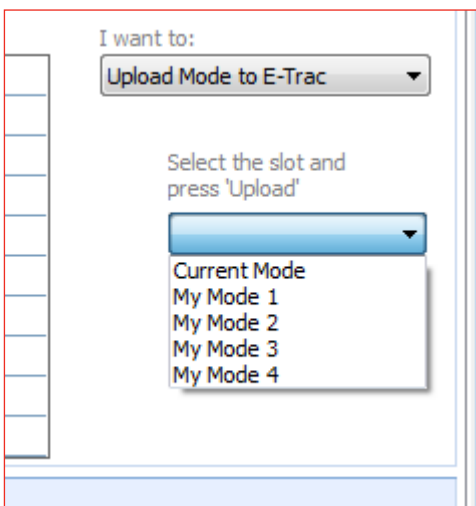 I want to:
Upload Mode to E-Trac
Select the slot and
press 'Upload'
Current Mode
My Mode 1
My Mode 2
My Mode 3
My Mode 4